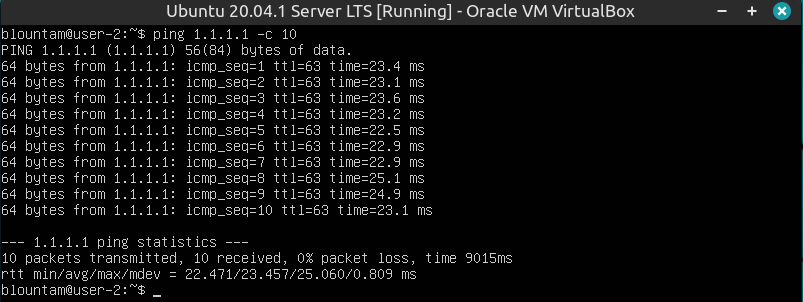 Ubuntu 20.04.1 Server LTS [Running] - Oracle VM VirtualBox
blountam@user-2:~$ ping 1.1.1.1 -c 10
PING 1.1.1.1 (1.1.1.1) 56(84) bytes of data.
64 bytes from 1.1.1.1: icmp_seq=1 ttl=63 time=23.4 ms
64 bytes from 1.1.1.1: icmp_seq=2 ttl=63 time=23.1 ms
64 bytes from 1.1.1.1: icmp_seq=3 ttl=63 time=23.6 ms
64 bytes from 1.1.1.1: icmp_seq=4 ttl=63 time=23.2 ms
64 bytes from 1.1.1.1: icmp_seq=5 ttl=63 time=22.5 ms
64 bytes from 1.1.1.1: icmp_seq=6 ttl=63 time=22.9 ms
64 bytes from 1.1.1.1: icmp_seq=7 ttl=63 time=22.9 ms
64 bytes from 1.1.1.1: icmp_seq=8 ttl=63 time=25.1 ms
64 bytes from 1.1.1.1: icmp_seq=9 ttl=63 time=24.9 ms
64 bytes from 1.1.1.1: icmp_seq=10 ttl=63 time=23.1 ms
--- 1.1.1.1 ping statistics ---
10 packets transmitted, 10 received, 0% packet loss, time 9015ms
rtt min/avg/max/mdev = 22.471/23.457/25.060/0.809 ms
blountam@user-2:~$ _